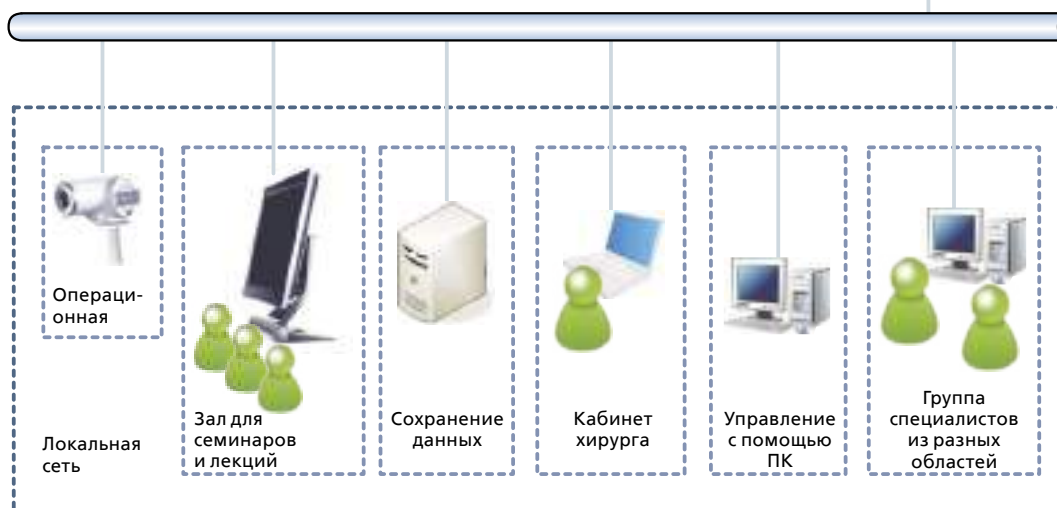 Операци-
онная
Локальная
сеть
Зал для
семинаров
и лекций
Сохранение
данных
Кабинет
хирурга
Управление
с помощью
ПК
Группа
специалистов
из разных
областей